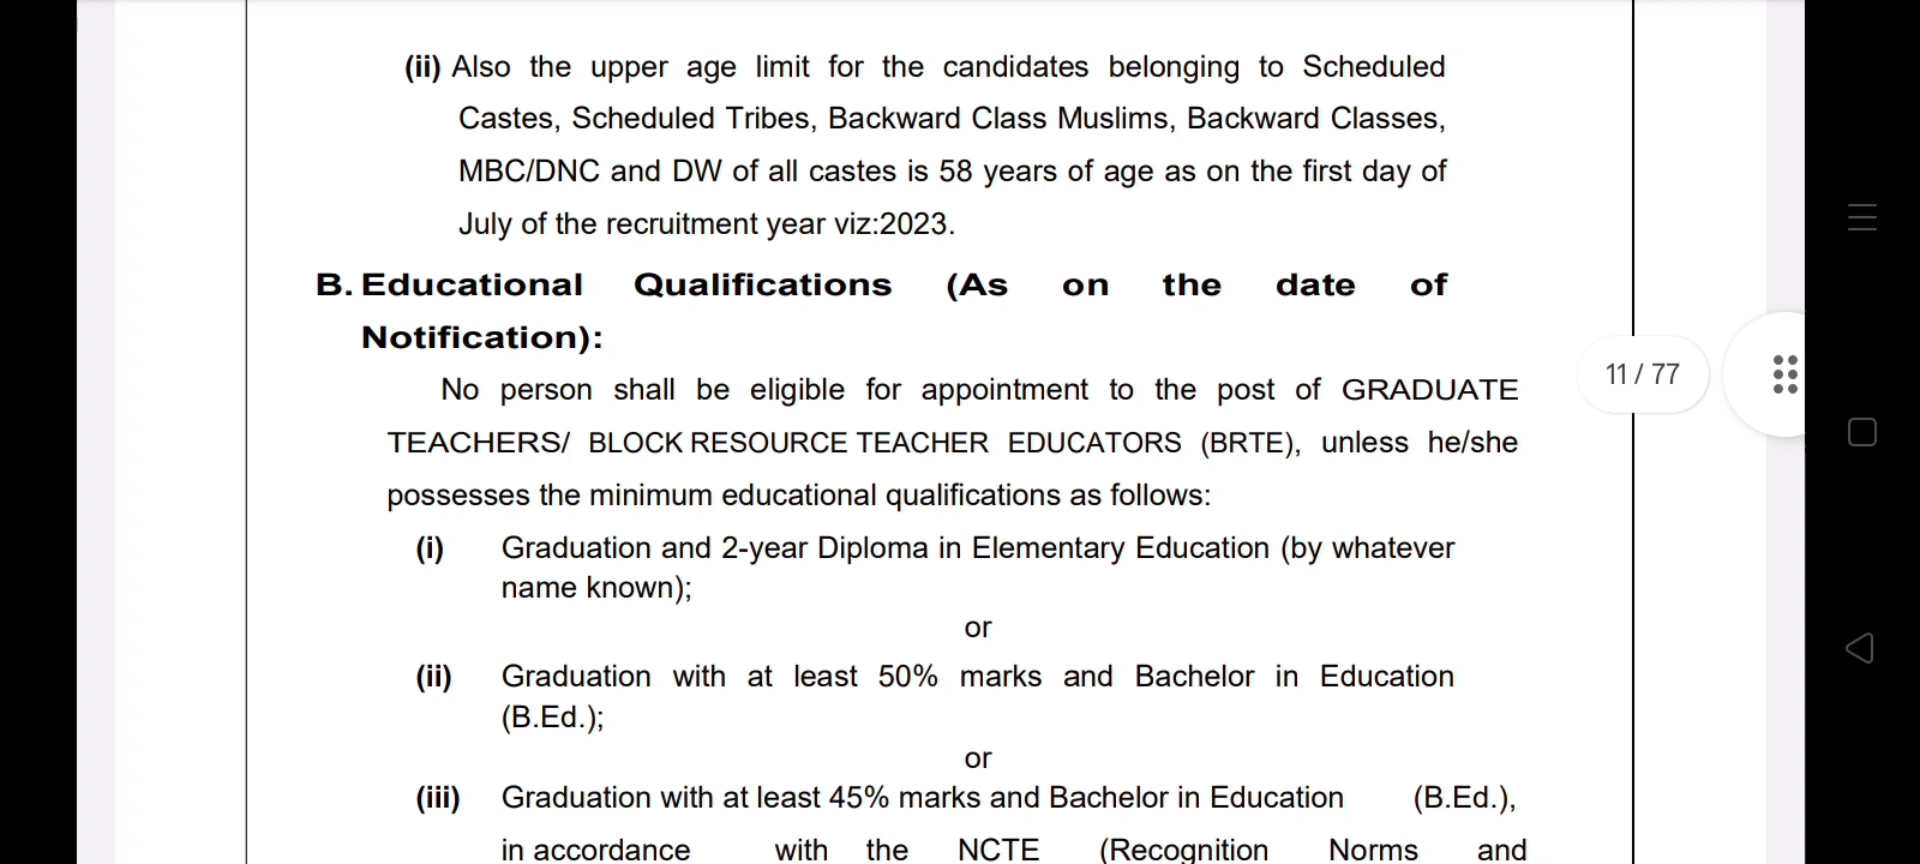 (ii) Also the upper age limit for the candidates belonging to Scheduled
Castes, Scheduled Tribes, Backward Class Muslims, Backward Classes,
MBC/DNC and DW of all castes is 58 years of age as on the first day of
July of the recruitment year viz:2023.
B. Educational Qualifications (As on the date of
Notification):
No person shall be eligible for appointment to the post of GRADUATE
TEACHERS/ BLOCK RESOURCE TEACHER EDUCATORS (BRTE), unless he/she
possesses the minimum educational qualifications as follows:
(i) Graduation and 2-year Diploma in Elementary Education (by whatever
name known);
or
(ii) Graduation with at least 50% marks and Bachelor in Education
(B.Ed.);
or
(iii) Graduation with at least 45% marks and Bachelor in Education (B.Ed.),
in accordance with the NCTE (Recognition Norms and
11 / 77